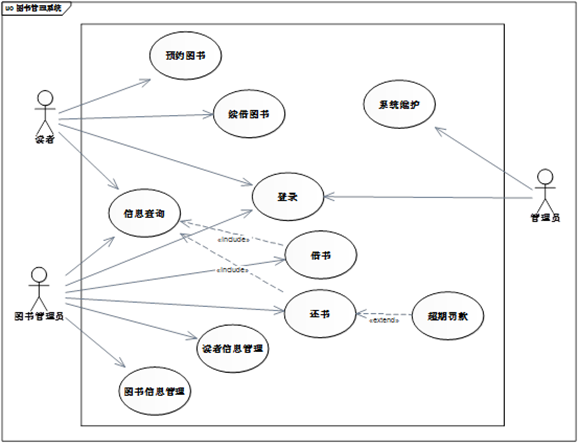 uc 图书管理系统
预约图书
续借图书
系统维护
读者
登录
管理员
信息查询
«include»
借书
«include»
图书管理员
还书
«extend»
超期罚款
读者信息管理
图书信息管理